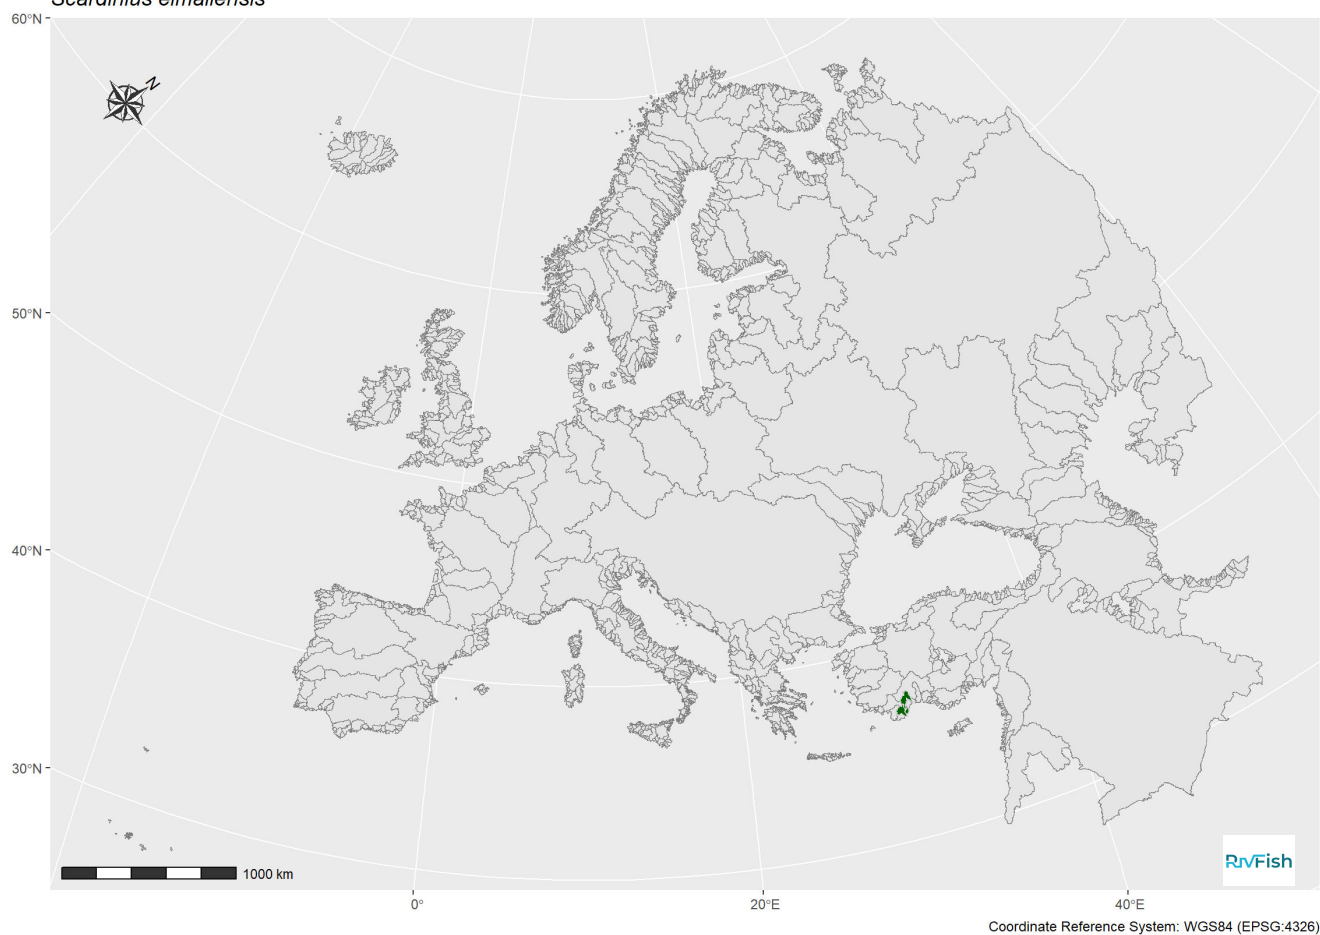 Scardinius elmaliensis
60°N
N
50°N
40°N
30°N
1000 km
RIVFish
0°
20°E
40°E
Coordinate Reference System: WGS84 (EPSG:4326)